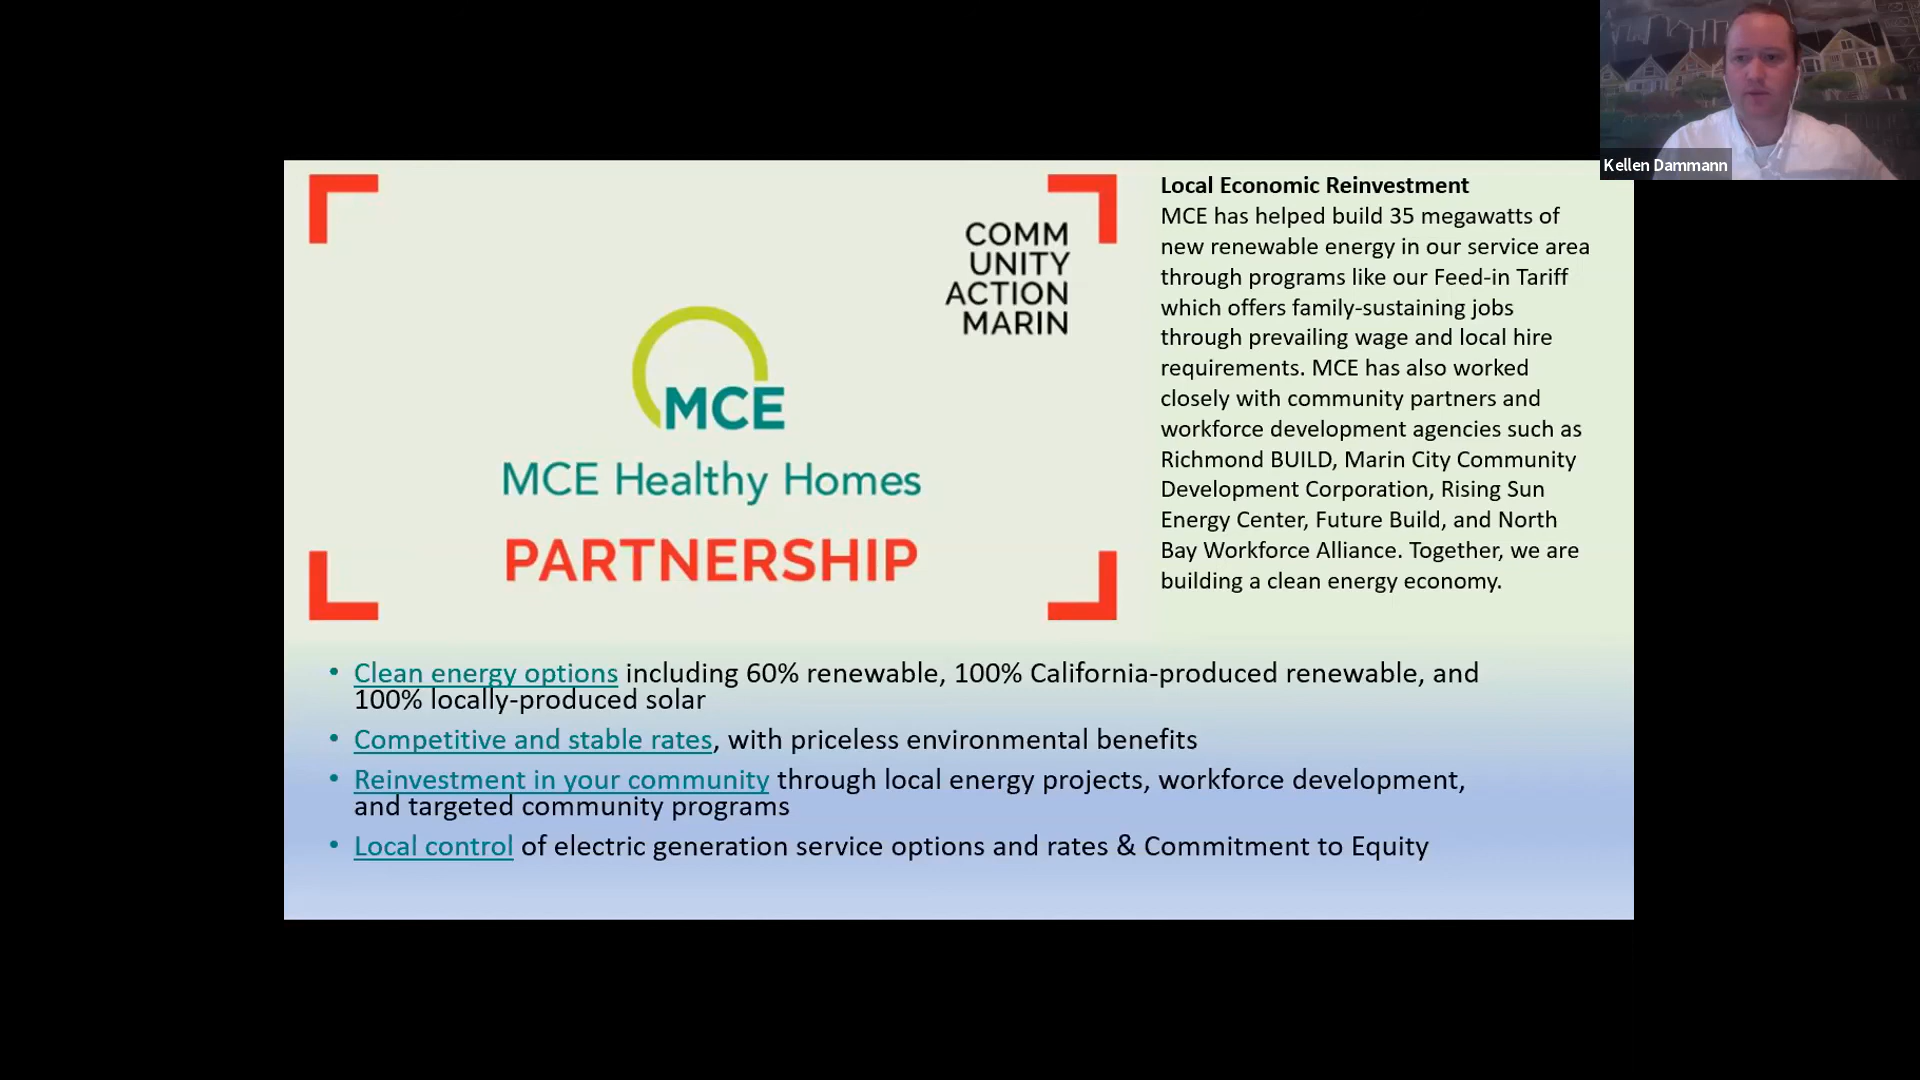 Kellen Dammann
COMM
UNITY
ACTION
MARIN
MCE
MCE Healthy Homes
PARTNERSHIP
Local Economic Reinvestment
MCE has helped build 35 megawatts of
new renewable energy in our service area
through programs like our Feed-in Tariff
which offers family-sustaining jobs
through prevailing wage and local hire
requirements. MCE has also worked
closely with community partners and
workforce development agencies such as
Richmond BUILD, Marin City Community
Development Corporation, Rising Sun
Energy Center, Future Build, and North
Bay Workforce Alliance. Together, we are
building a clean energy economy.
• Clean energy options including 60% renewable, 100% California-produced renewable, and
100% locally-produced solar
• Competitive and stable rates, with priceless environmental benefits
• Reinvestment in your community through local energy projects, workforce development,
and targeted community programs
• Local control of electric generation service options and rates & Commitment to Equity